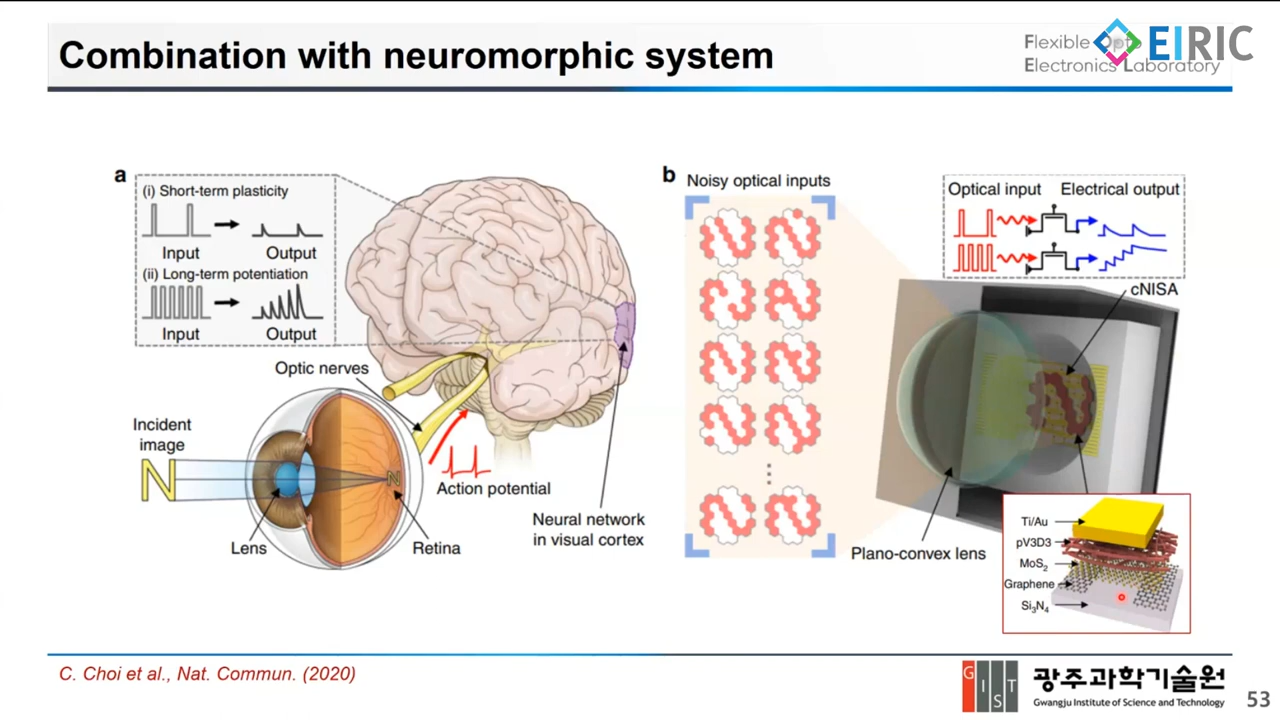 Combination with neuromorphic system
Flexible Opto
Electronics Laboratory
EIRIC
a
(i) Short-term plasticity
Input
Output
(ii) Long-term potentiation
Input
Output
Optic nerves
Incident
image
N
N
Action potential
Lens
Retina
Neural network
in visual cortex
b
Noisy optical inputs
Optical input
Electrical output
cNISA
Plano-convex lens
Ti/Au
pV3D3
MoS2
Graphene
Si3N4
C. Choi et al., Nat. Commun. (2020)
GIST
광주과학기술원
Gwangju Institute of Science and Technology
53